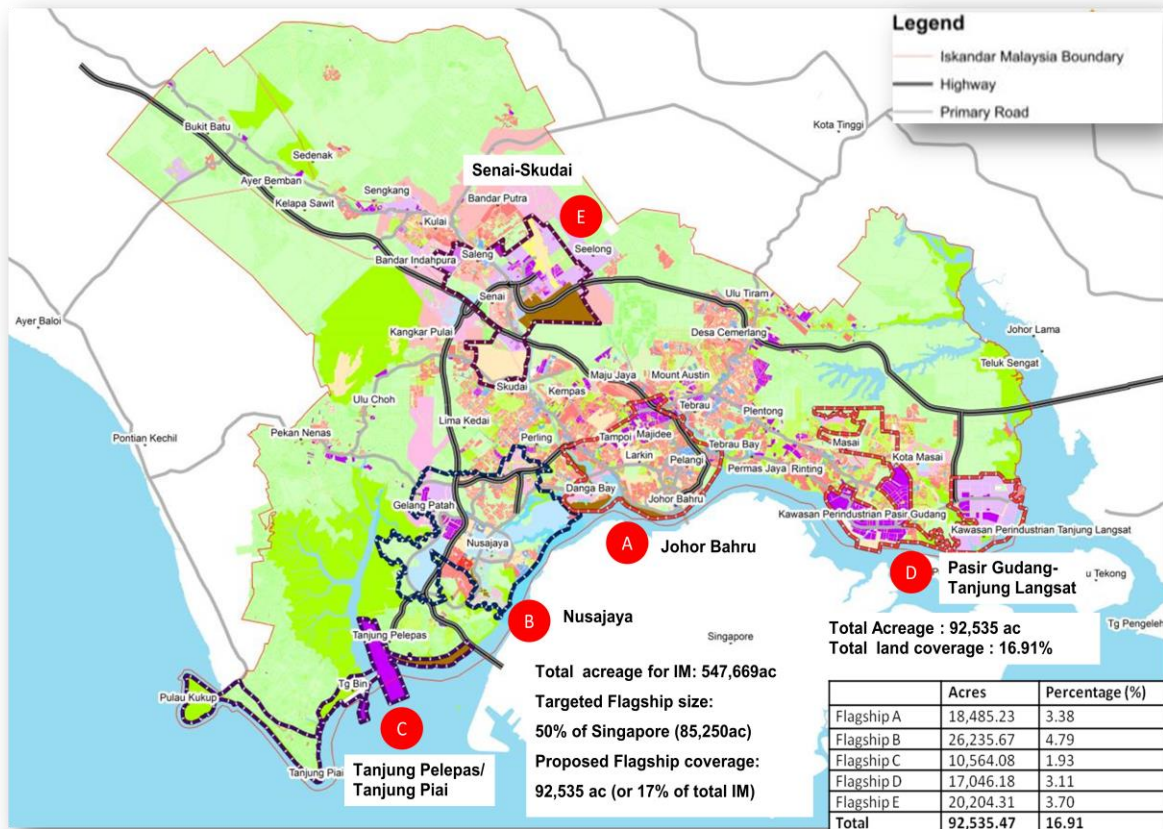 Legend
Iskandar Malaysia Boundary
Highway
Primary Road
Kota Tinggi
Bukit Batu
Sedenak
Ayer Bemban
Kelapa Sawit
Sengkang
Senai-Skudai
Bandar Putra
E
Kulai
Seelong
Saleng
Bandar Indahpura
Senai
Ulu Tiram
Ayer Baloi
Kangkar Pulai
Desa Cemerlang
Johor Lama
Teluk Sengat
Maju Jaya
Mount Austin
Skudai
Kempas
Ulu Choh
Tebrau
Plentong
Lima Kedai
Pontian Kechil
Pekan Nenas
Perling
Tampoi
Majidee
Tebrau Bay
Masai
Larkin
Pelangi
Kota Masai
Permas Jaya
Rinting
Danga Bay
Johor Bahru
Gelang Patah
Kawasan Perindustrian Pasir Gudang
Kawasan Perindustrian Tanjung Langsat
Nusajaya
A
Johor Bahru
D
Pasir Gudang-
Tanjung Langsat
u Tekong
B
Nusajaya
Tg Pengeleh
Singapore
Tanjung Pelepas
Tg Bin
Pulau Kukup
Tanjung Piai
C
Tanjung Pelepas/
Tanjung Piai
Total acreage for IM: 547,669ac
Targeted Flagship size:
50% of Singapore (85,250ac)
Proposed Flagship coverage:
92,535 ac (or 17% of total IM)
Total Acreage : 92,535 ac
Total land coverage : 16.91%
Acres Percentage (%)
Flagship A 18,485.23 3.38
Flagship B 26,235.67 4.79
Flagship C 10,564.08 1.93
Flagship D 17,046.18 3.11
Flagship E 20,204.31 3.70
Total 92,535.47 16.91